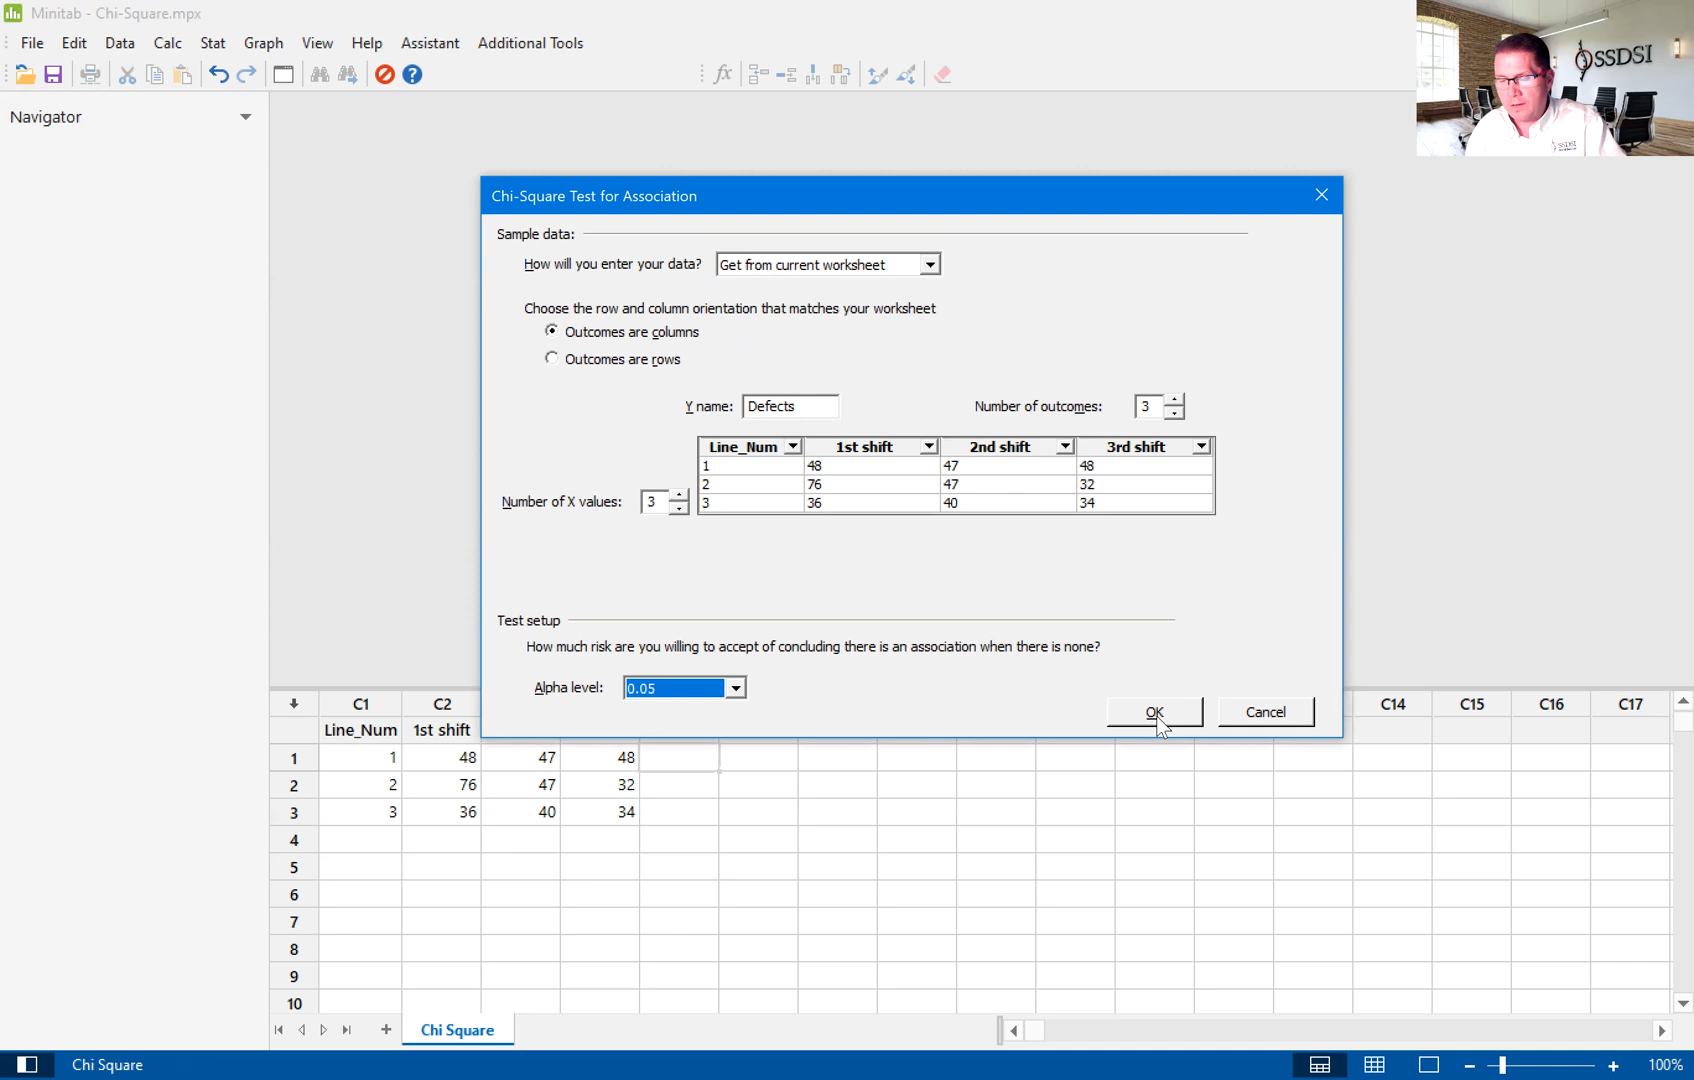 Minitab - Chi-Square.mpx
File Edit Data Calc Stat Graph View Help Assistant Additional Tools
fx
SSDSI
SSDSI
Navigator
Chi-Square Test for Association
Sample data:
How will you enter your data? Get from current worksheet
Choose the row and column orientation that matches your worksheet
Outcomes are columns
Outcomes are rows
Y name: Defects Number of outcomes: 3
Line_Num 1st shift 2nd shift 3rd shift
1 48 47 48
2 76 47 32
Number of X values: 3
3 36 40 34
Test setup
How much risk are you willing to accept of concluding there is an association when there is none?
Alpha level: 0.05
OK Cancel
C1 C2 C14 C15 C16 C17
Line_Num 1st shift
1 1 48 47 48
2 2 76 47 32
3 3 36 40 34
4
5
6
7
8
9
10
+ Chi Square
Chi Square
100%